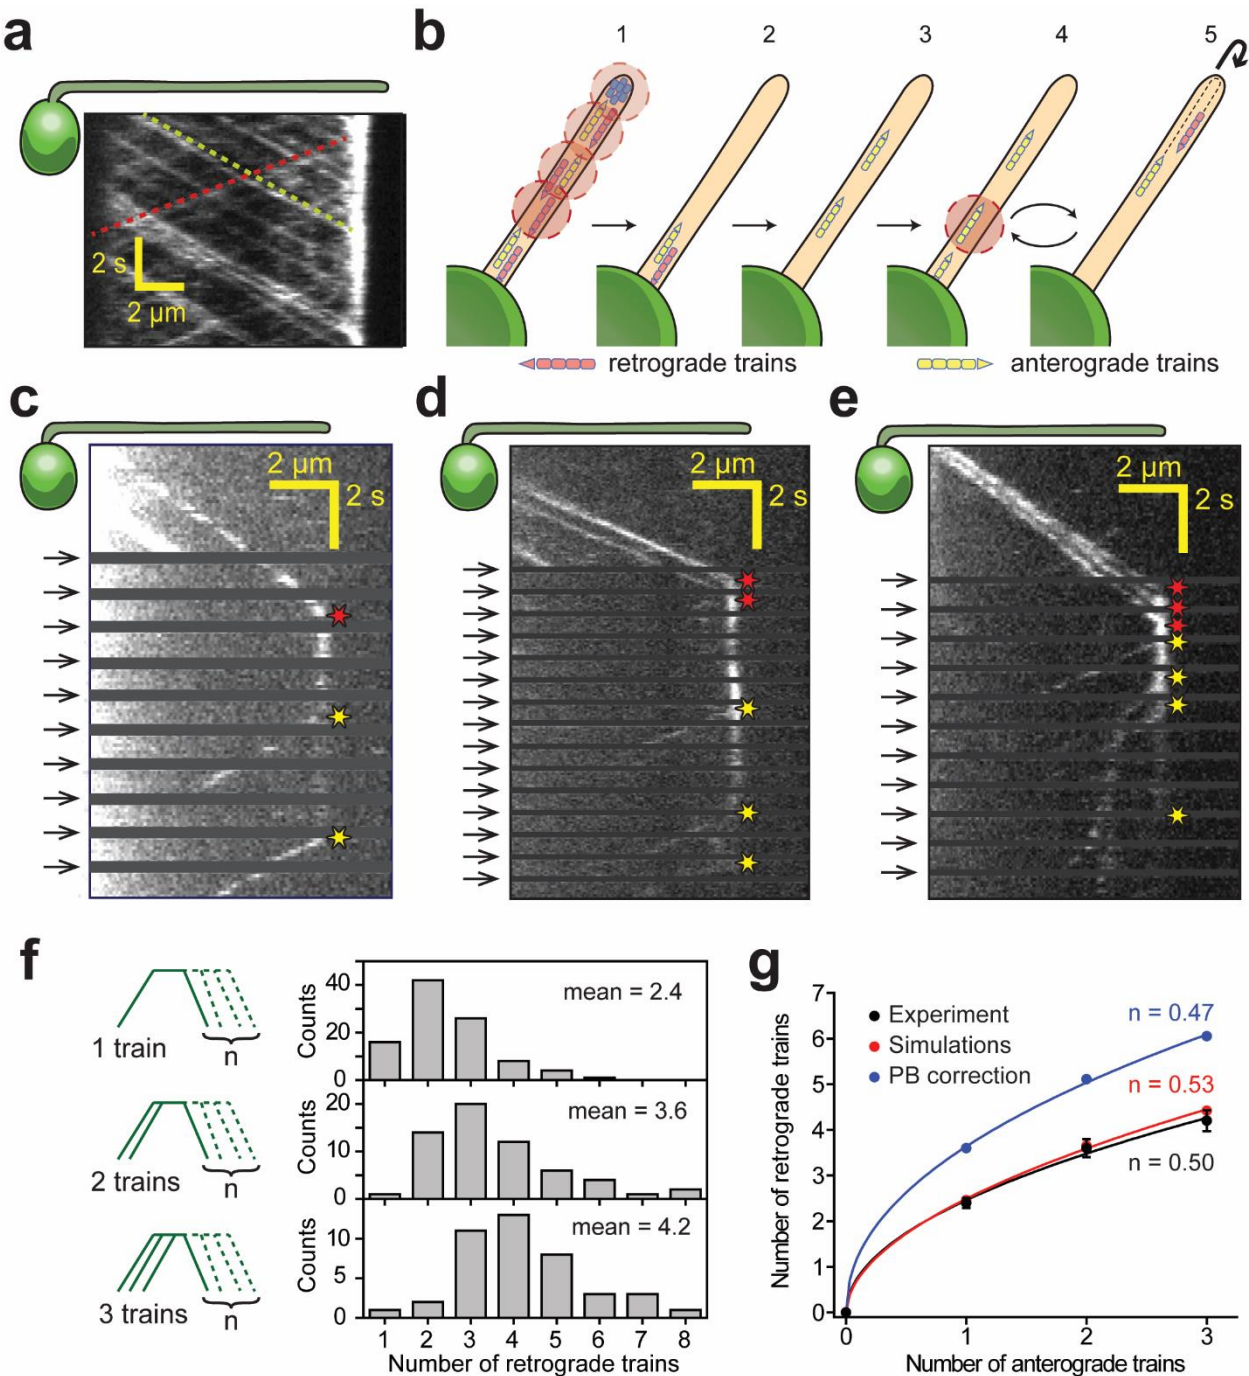 a
2 s
2 µm
b
1 2 3 4 5
retrograde trains
anterograde trains
c
2 µm
2 s
d
2 µm
2 s
e
2 µm
2 s
f
1 train
n
2 trains
n
3 trains
n
Counts
40
20
0
mean = 2.4
Counts
20
10
0
mean = 3.6
Counts
10
5
0
mean = 4.2
1 2 3 4 5 6 7 8
Number of retrograde trains
g
Number of retrograde trains
7
6
5
4
3
2
1
0
Experiment
Simulations
PB correction
n = 0.47
n = 0.53
n = 0.50
0 1 2 3
Number of anterograde trains